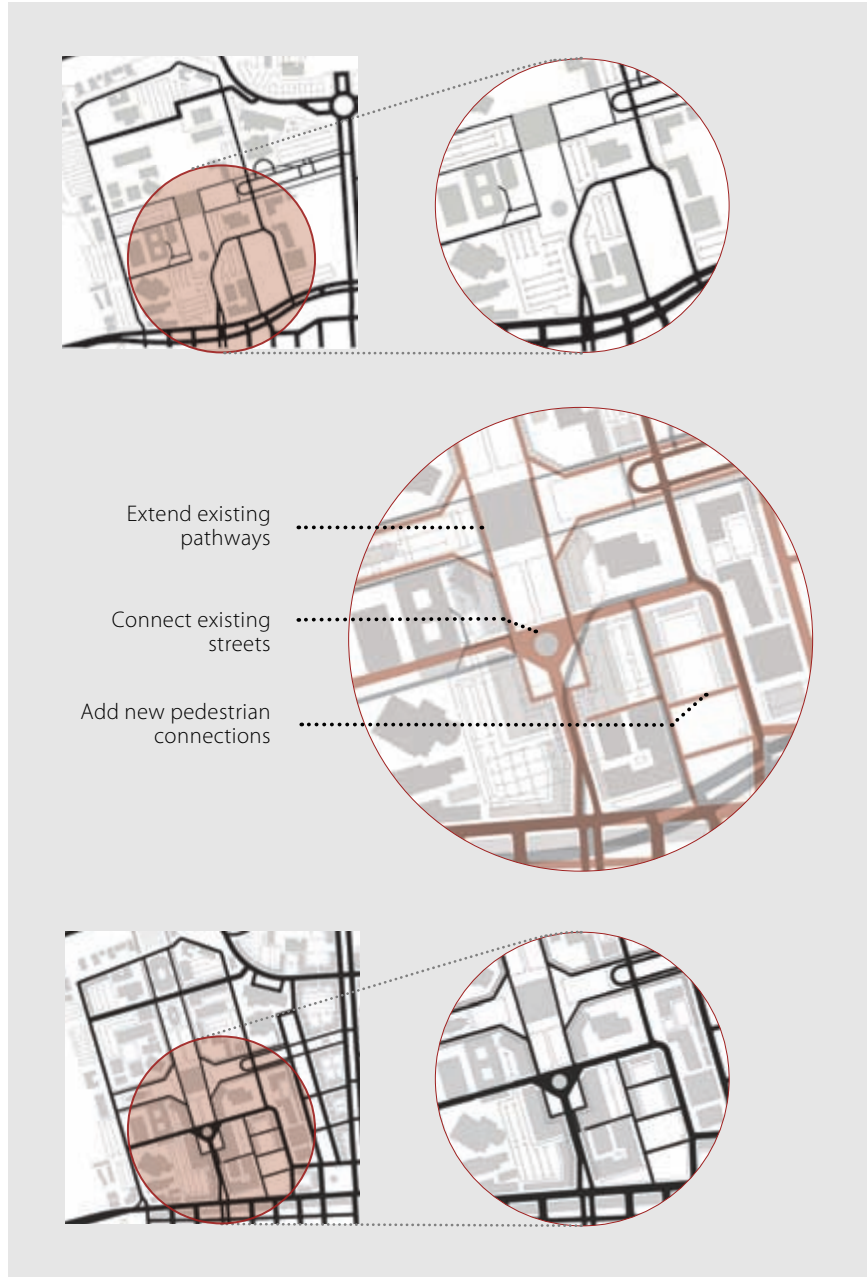 Extend existing
pathways
Connect existing
streets
Add new pedestrian
connections